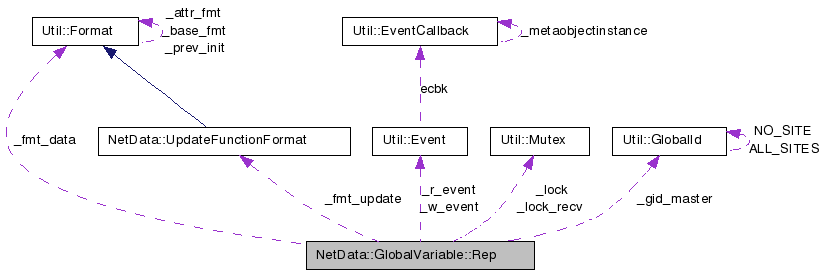 _attr_fmt
_base_fmt
_prev_init
Util::Format
Util::EventCallback
_metaobjectinstance
ecbk
_fmt_data
NetData::UpdateFunctionFormat
Util::Event
Util::Mutex
Util::GlobalId
NO_SITE
ALL_SITES
_fmt_update
_r_event
_w_event
_lock
_lock_recv
_gid_master
NetData::GlobalVariable::Rep